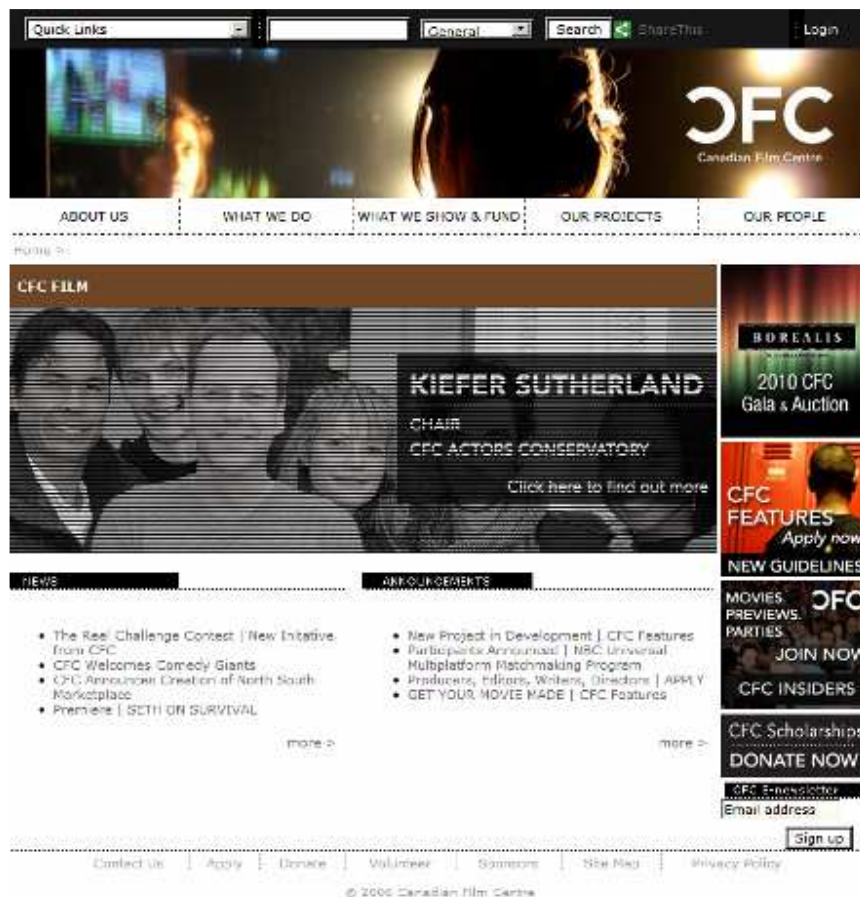 Quick Links
General
Search
ShareThis
Login
CFC
Canadian Film Centre
ABOUT US
WHAT WE DO
WHAT WE SHOW & FUND
OUR PROJECTS
OUR PEOPLE
Home >
CFC FILM
KIEFER SUTHERLAND
CHAIR
CFC ACTORS CONSERVATORY
Click here to find out more
BOREALIS
2010 CFC
Gala & Auction
CFC
FEATURES
Apply now
NEW GUIDELINES
MOVIES.
PREVIEWS.
PARTIES
CFC
JOIN NOW
CFC INSIDERS
CFC Scholarships
DONATE NOW
CFC E-newsletter
Email address
Sign up
NEWS
The Reel Challenge Contest | New Initative
from CFC
CFC Welcomes Comedy Giants
CFC Announces Creation of North South
Marketplace
Premiere | SETH ON SURVIVAL
more >
ANNOUNCEMENTS
New Project in Development | CFC Features
Participants Announced | NBC Universal
Multiplatform Matchmaking Program
Producers, Editors, Writers, Directors | APPLY
GET YOUR MOVIE MADE | CFC Features
more >
Contact Us
Apply
Donate
Volunteer
Sponsors
Site Map
Privacy Policy
© 2006 Canadian Film Centre